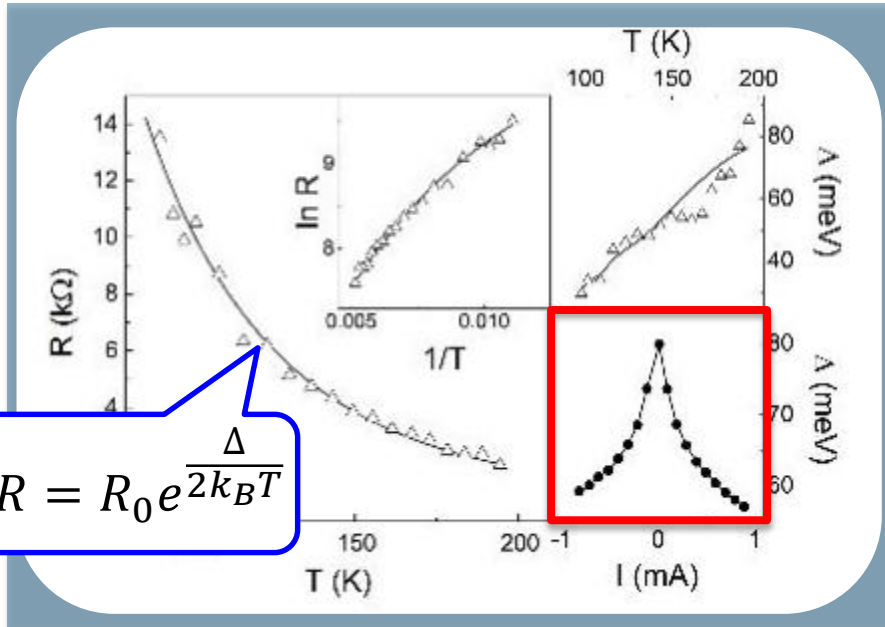 T (K)
100 150 200
14
12
10
8
6
4
R (kΩ)
ln R
9
8
0.005 0.010
1/T
80
60
40
Λ (meV)
80
70
60
Λ (meV)
R = R₀e^(Δ/2k_BT)
150 200
T (K)
-1 0 1
I (mA)